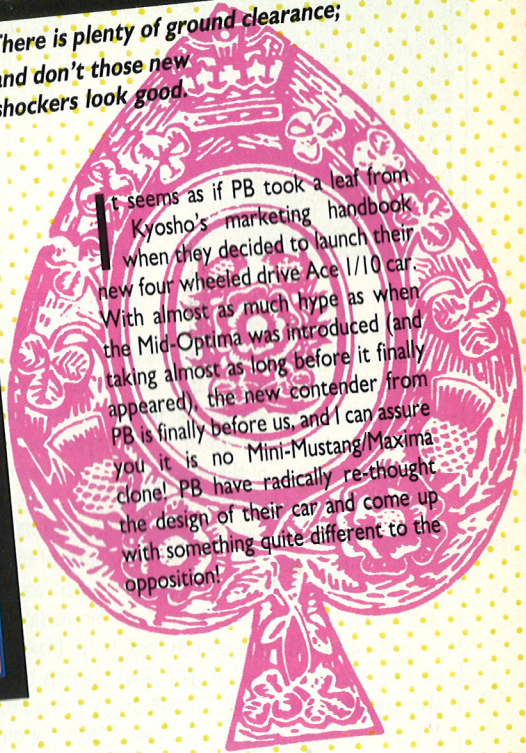 There is plenty of ground clearance;
and don't those new
shockers look good.
It seems as if PB took a leaf from
Kyosho's marketing handbook
when they decided to launch their
new four wheeled drive Ace 1/10 car.
With almost as much hype as when
the Mid-Optima was introduced (and
taking almost as long before it finally
appeared), the new contender from
PB is finally before us, and I can assure
you it is no Mini-Mustang/Maxima
clone! PB have radically re-thought
the design of their car and come up
with something quite different to the
opposition!